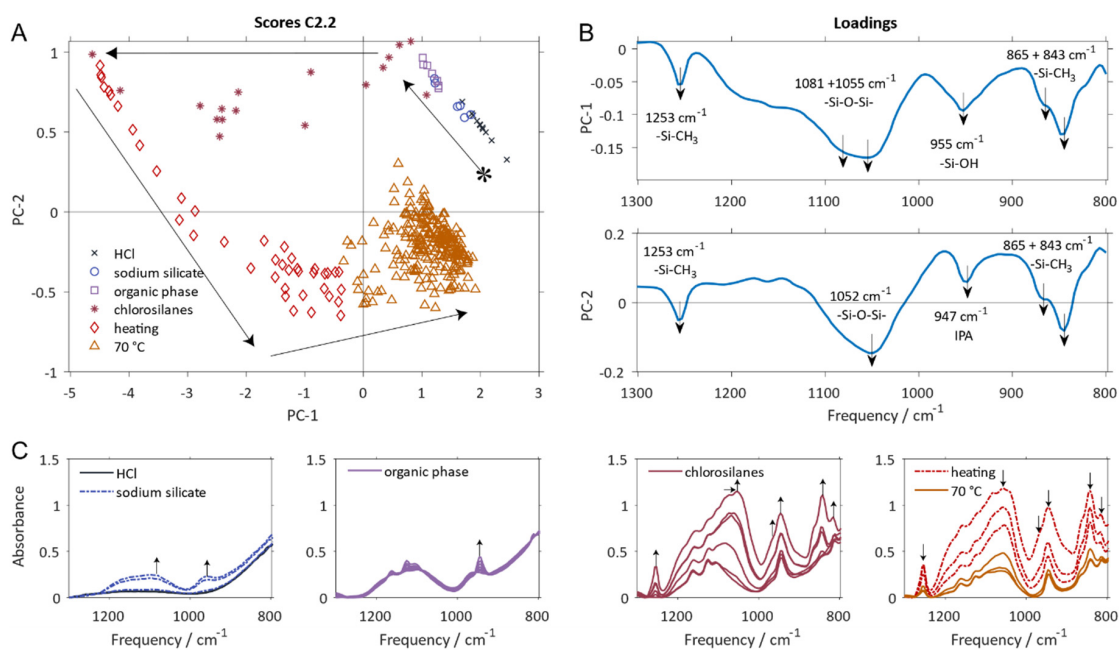 A
Scores C2.2
1
0.5
0
-0.5
-1
PC-2
-5
-4
-3
-2
-1
0
1
2
3
PC-1
*
HCl
sodium silicate
organic phase
chlorosilanes
heating
70 °C
B
Loadings
0
-0.05
-0.10
-0.15
PC-1
1253 cm⁻¹
-Si-CH₃
1081 +1055 cm⁻¹
-Si-O-Si-
955 cm⁻¹
-Si-OH
865 + 843 cm⁻¹
-Si-CH₃
1300
1200
1100
1000
900
800
0.2
0
-0.2
PC-2
1253 cm⁻¹
-Si-CH₃
1052 cm⁻¹
-Si-O-Si-
947 cm⁻¹
IPA
865 + 843 cm⁻¹
-Si-CH₃
1300
1200
1100
1000
900
800
Frequency / cm⁻¹
C
1.5
1
0.5
0
Absorbance
HCl
sodium silicate
1200
1000
800
Frequency / cm⁻¹
1.5
1
0.5
0
organic phase
1200
1000
800
Frequency / cm⁻¹
1.5
1
0.5
0
chlorosilanes
1200
1000
800
Frequency / cm⁻¹
1.5
1
0.5
0
heating
70 °C
1200
1000
800
Frequency / cm⁻¹